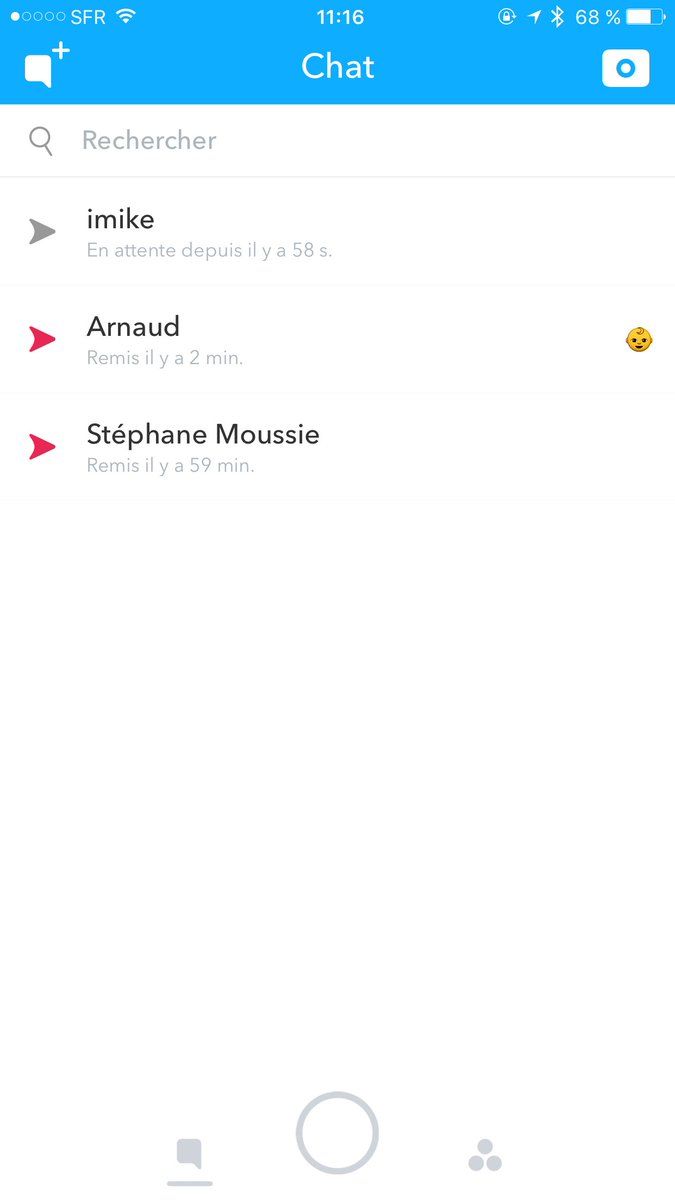 SFR 11:16 68 %
Chat
Rechercher
imike
En attente depuis il y a 58 s.
Arnaud
Remis il y a 2 min.
Stéphane Moussie
Remis il y a 59 min.